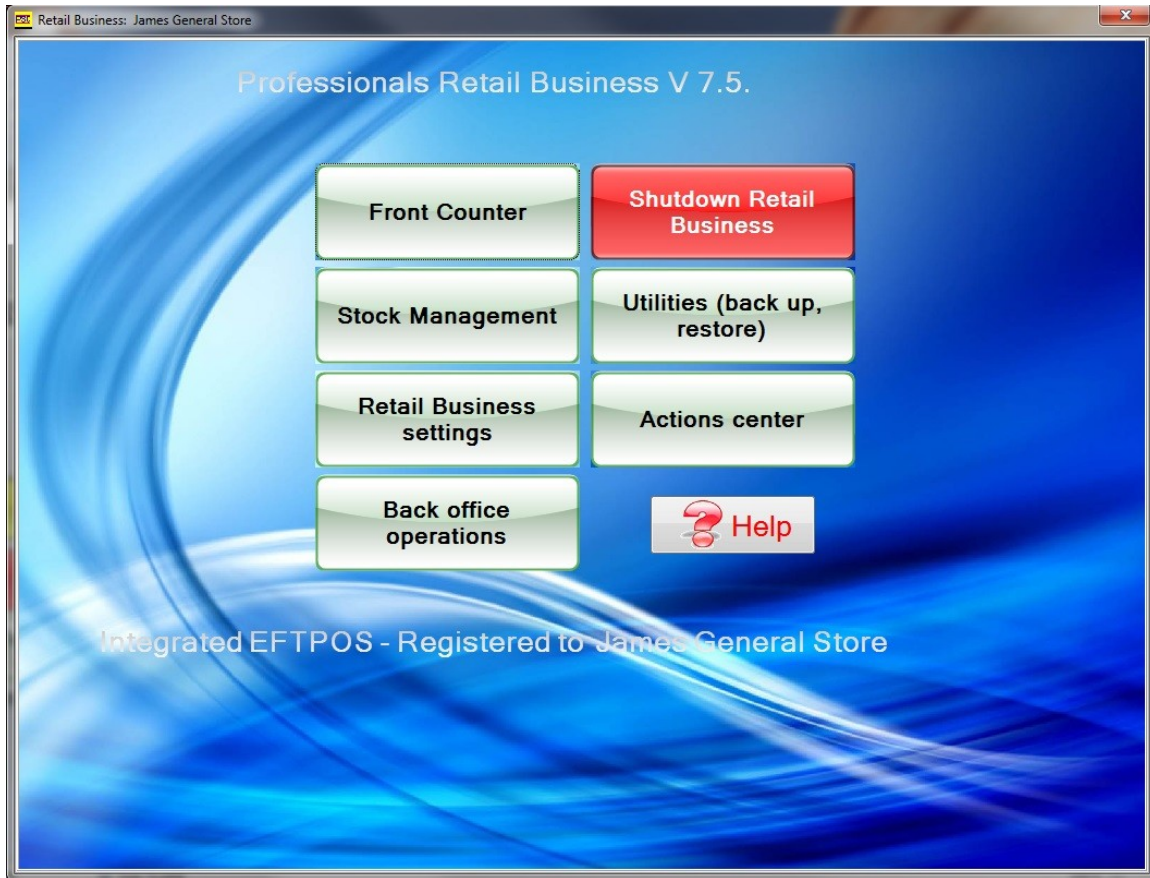 Retail Business: James General Store
Professionals Retail Business V 7.5.
Front Counter
Shutdown Retail
Business
Stock Management
Utilities (back up,
restore)
Retail Business
settings
Actions center
Back office
operations
Help
Integrated EFTPOS - Registered to James General Store